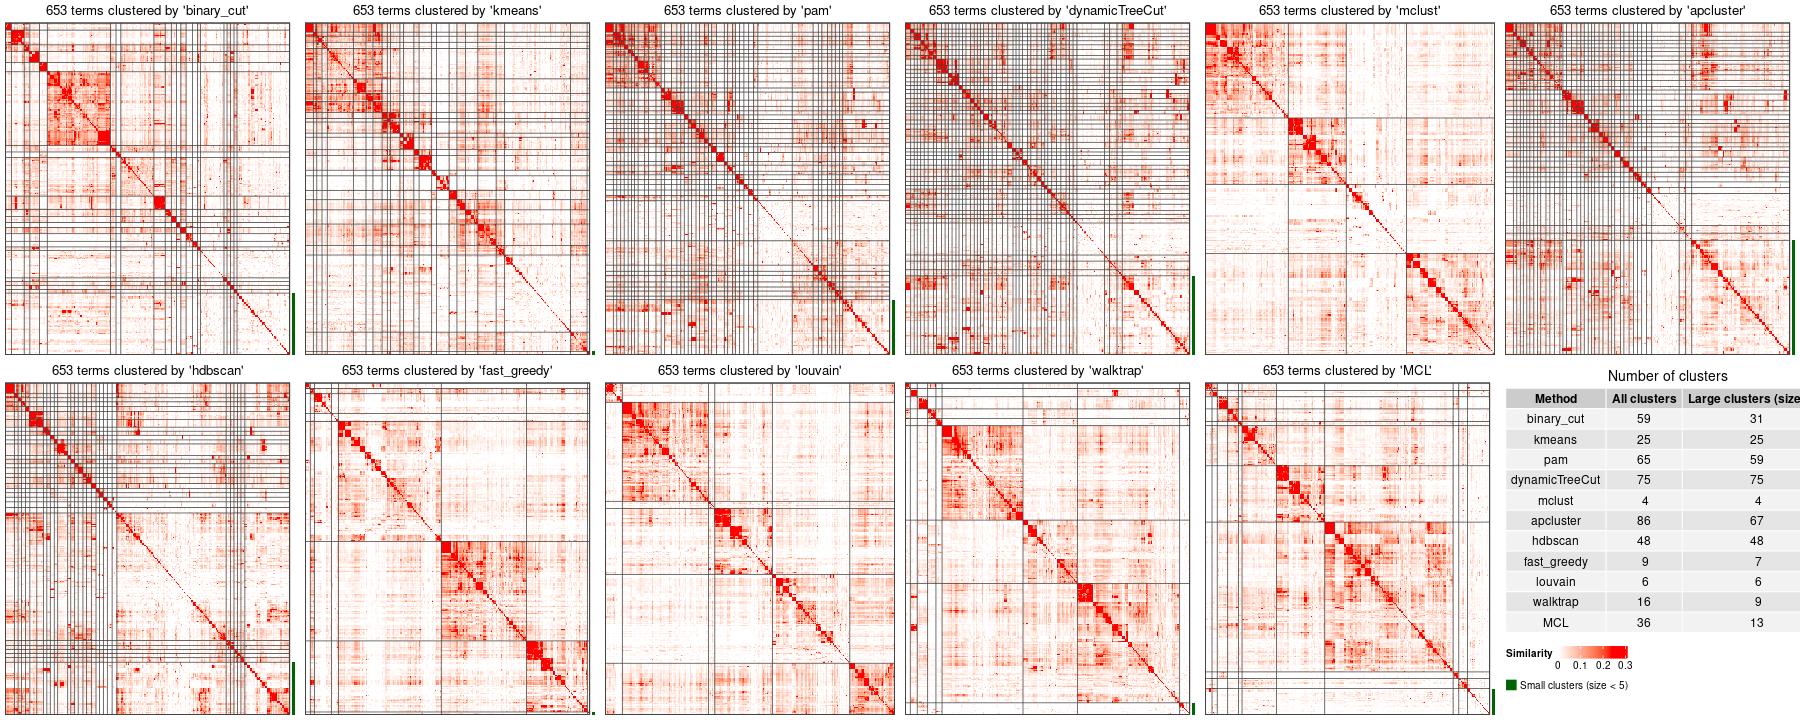 653 terms clustered by 'binary_cut'
653 terms clustered by 'kmeans'
653 terms clustered by 'pam'
653 terms clustered by 'dynamicTreeCut'
653 terms clustered by 'mclust'
653 terms clustered by 'apcluster'
653 terms clustered by 'hdbscan'
653 terms clustered by 'fast_greedy'
653 terms clustered by 'louvain'
653 terms clustered by 'walktrap'
653 terms clustered by 'MCL'
Number of clusters
Method All clusters Large clusters (size
binary_cut 59 31
kmeans 25 25
pam 65 59
dynamicTreeCut 75 75
mclust 4 4
apcluster 86 67
hdbscan 48 48
fast_greedy 9 7
louvain 6 6
walktrap 16 9
MCL 36 13
Similarity
0 0.1 0.2 0.3
Small clusters (size < 5)